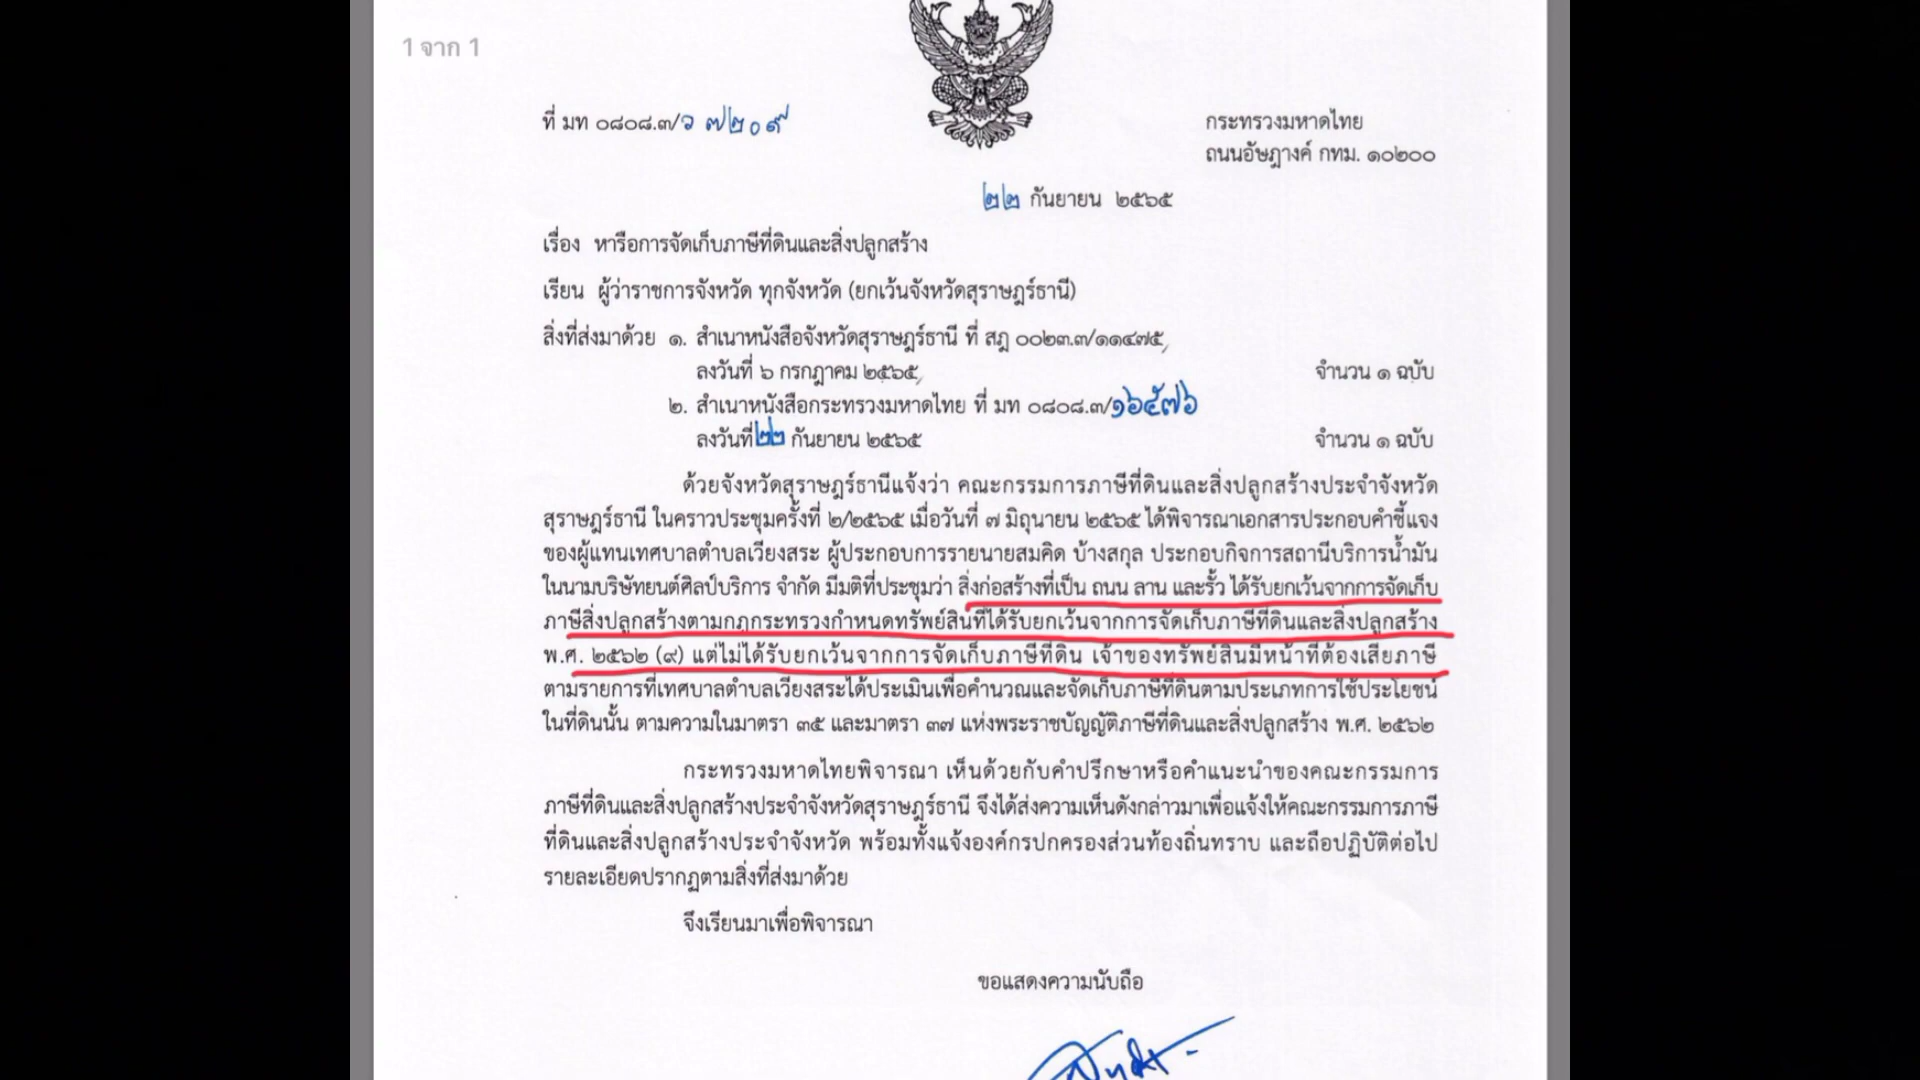 1 จาก 1
ที่ มท ๐๘๐๘.๓/ว ๗๒๐๙
กระทรวงมหาดไทย
ถนนอัษฎางค์ กทม. ๑๐๒๐๐
๒๒ กันยายน ๒๕๖๕
เรื่อง หารือการจัดเก็บภาษีที่ดินและสิ่งปลูกสร้าง
เรียน ผู้ว่าราชการจังหวัด ทุกจังหวัด (ยกเว้นจังหวัดสุราษฎร์ธานี)
สิ่งที่ส่งมาด้วย ๑. สำเนาหนังสือจังหวัดสุราษฎร์ธานี ที่ สฎ ๐๐๒๓.๓/๑๑๔๗๕
ลงวันที่ ๖ กรกฎาคม ๒๕๖๕ จำนวน ๑ ฉบับ
๒. สำเนาหนังสือกระทรวงมหาดไทย ที่ มท ๐๘๐๘.๓/๑๖๕๗๖
ลงวันที่ ๒๒ กันยายน ๒๕๖๕ จำนวน ๑ ฉบับ
ด้วยจังหวัดสุราษฎร์ธานีแจ้งว่า คณะกรรมการภาษีที่ดินและสิ่งปลูกสร้างประจำจังหวัด
สุราษฎร์ธานี ในคราวประชุมครั้งที่ ๒/๒๕๖๕ เมื่อวันที่ ๗ มิถุนายน ๒๕๖๕ ได้พิจารณาเอกสารประกอบคำชี้แจง
ของผู้แทนเทศบาลตำบลเวียงสระ ผู้ประกอบการรายนายสมคิด บ้างสกุล ประกอบกิจการสถานีบริการน้ำมัน
ในนามบริษัทยนต์ศิลป์บริการ จำกัด มีมติที่ประชุมว่า สิ่งก่อสร้างที่เป็น ถนน ลาน และรั้ว ได้รับยกเว้นจากการจัดเก็บ
ภาษีสิ่งปลูกสร้างตามกฎกระทรวงกำหนดทรัพย์สินที่ได้รับยกเว้นจากการจัดเก็บภาษีที่ดินและสิ่งปลูกสร้าง
พ.ศ. ๒๕๖๒ (๙) แต่ไม่ได้รับยกเว้นจากการจัดเก็บภาษีที่ดิน เจ้าของทรัพย์สินมีหน้าที่ต้องเสียภาษี
ตามรายการที่เทศบาลตำบลเวียงสระได้ประเมินเพื่อคำนวณและจัดเก็บภาษีที่ดินตามประเภทการใช้ประโยชน์
ในที่ดินนั้น ตามความในมาตรา ๓๕ และมาตรา ๓๗ แห่งพระราชบัญญัติภาษีที่ดินและสิ่งปลูกสร้าง พ.ศ. ๒๕๖๒
กระทรวงมหาดไทยพิจารณา เห็นด้วยกับคำปรึกษาหรือคำแนะนำของคณะกรรมการ
ภาษีที่ดินและสิ่งปลูกสร้างประจำจังหวัดสุราษฎร์ธานี จึงได้ส่งความเห็นดังกล่าวมาเพื่อแจ้งให้คณะกรรมการภาษี
ที่ดินและสิ่งปลูกสร้างประจำจังหวัด พร้อมทั้งแจ้งองค์กรปกครองส่วนท้องถิ่นทราบ และถือปฏิบัติต่อไป
รายละเอียดปรากฏตามสิ่งที่ส่งมาด้วย
จึงเรียนมาเพื่อพิจารณา
ขอแสดงความนับถือ